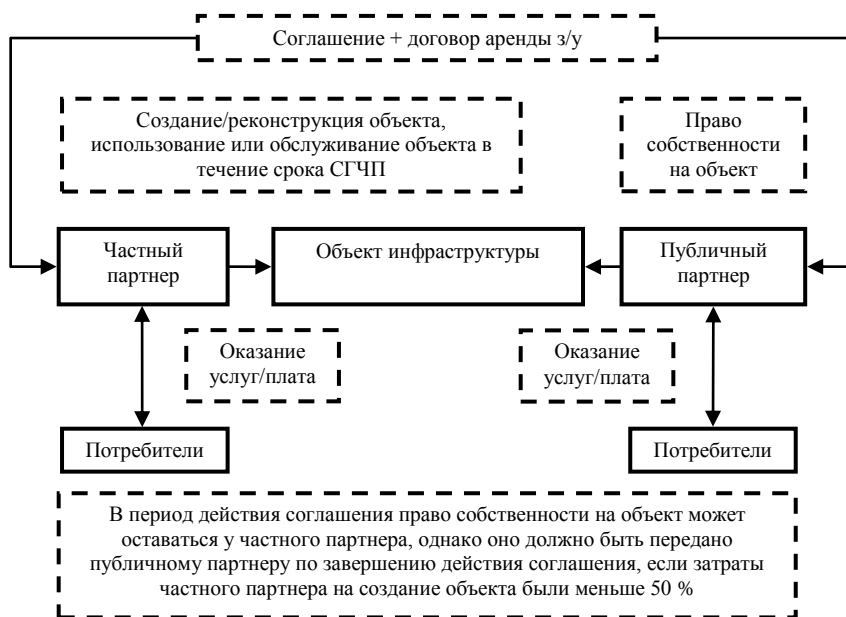 Соглашение + договор аренды з/у
Создание/реконструкция объекта,
использование или обслуживание объекта в
течение срока СГЧП
Право
собственности
на объект
Частный
партнер
Объект инфраструктуры
Публичный
партнер
Оказание
услуг/плата
Оказание
услуг/плата
Потребители
Потребители
В период действия соглашения право собственности на объект может
оставаться у частного партнера, однако оно должно быть передано
публичному партнеру по завершению действия соглашения, если затраты
частного партнера на создание объекта были меньше 50 %